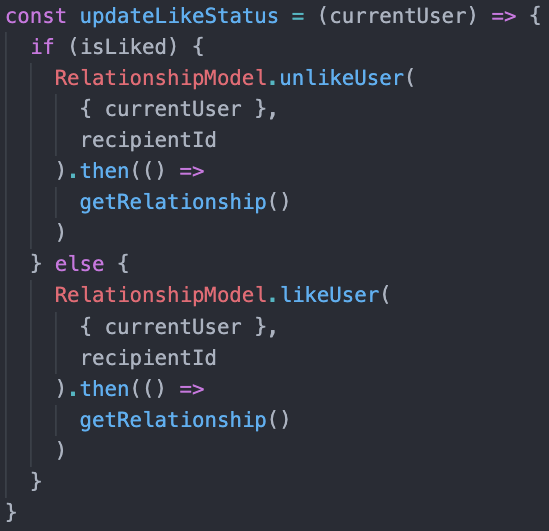 const updateLikeStatus = (currentUser) => {
  if (isLiked) {
    RelationshipModel.unlikeUser(
      { currentUser },
      recipientId
    ).then(() =>
      getRelationship()
    )
  } else {
    RelationshipModel.likeUser(
      { currentUser },
      recipientId
    ).then(() =>
      getRelationship()
    )
  }
}